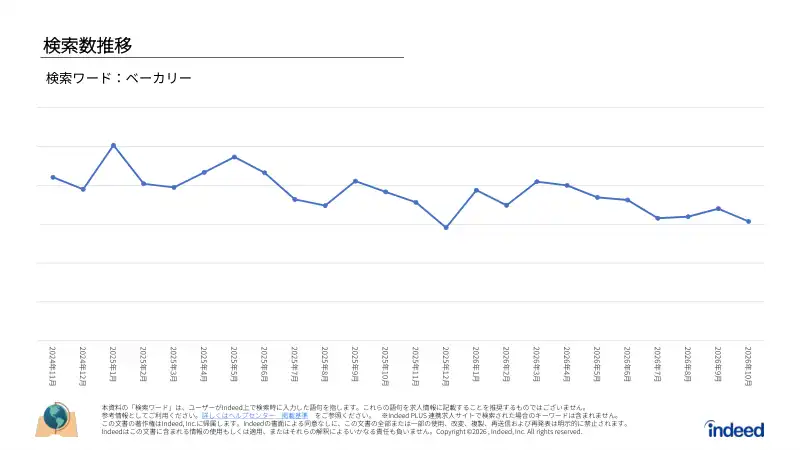 検索数推移
検索ワード：ベーカリー
2024年11月
2024年12月
2025年1月
2025年2月
2025年3月
2025年4月
2025年5月
2025年6月
2025年7月
2025年8月
2025年9月
2025年10月
2025年11月
2025年12月
2026年1月
2026年2月
2026年3月
2026年4月
2026年5月
2026年6月
2026年7月
2026年8月
2026年9月
2026年10月
本資料の「検索ワード」は、ユーザーがIndeed上で検索時に入力した語句を指します。これらの語句を求人情報に記載することを推奨するものではございません。
参考情報としてご利用ください。詳しくはヘルプセンター　掲載基準　をご参照ください。　※Indeed PLUS 連携求人サイトで検索された場合のキーワードは含まれません。
この文書の著作権はIndeed, Inc.に帰属します。Indeedの書面による同意なしに、この文書の全部または一部の使用、改変、複製、再送信および再発表は明示的に禁止されます。
Indeedはこの文書に含まれる情報の使用もしくは適用、またはそれらの解釈によるいかなる責任も負いません。Copyright ©2026 , Indeed, Inc. All rights reserved.
indeed